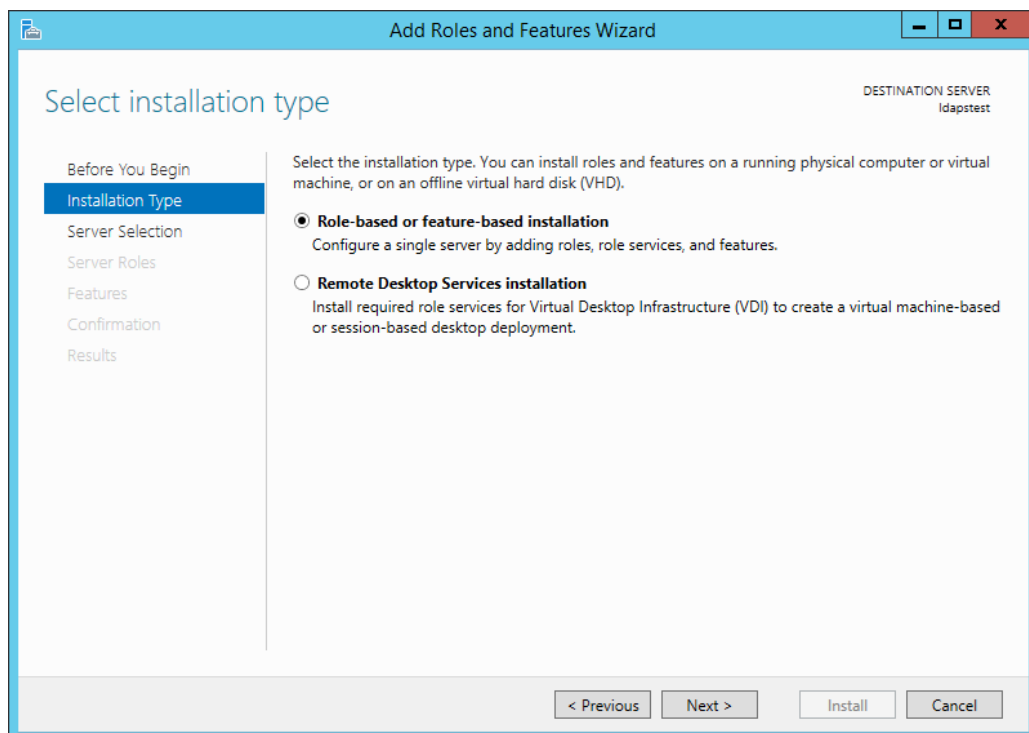 Add Roles and Features Wizard
x
Select installation type
DESTINATION SERVER
ldapstest
Before You Begin
Installation Type
Server Selection
Server Roles
Features
Confirmation
Results
Select the installation type. You can install roles and features on a running physical computer or virtual
machine, or on an offline virtual hard disk (VHD).
Role-based or feature-based installation
Configure a single server by adding roles, role services, and features.
Remote Desktop Services installation
Install required role services for Virtual Desktop Infrastructure (VDI) to create a virtual machine-based
or session-based desktop deployment.
< Previous
Next >
Install
Cancel